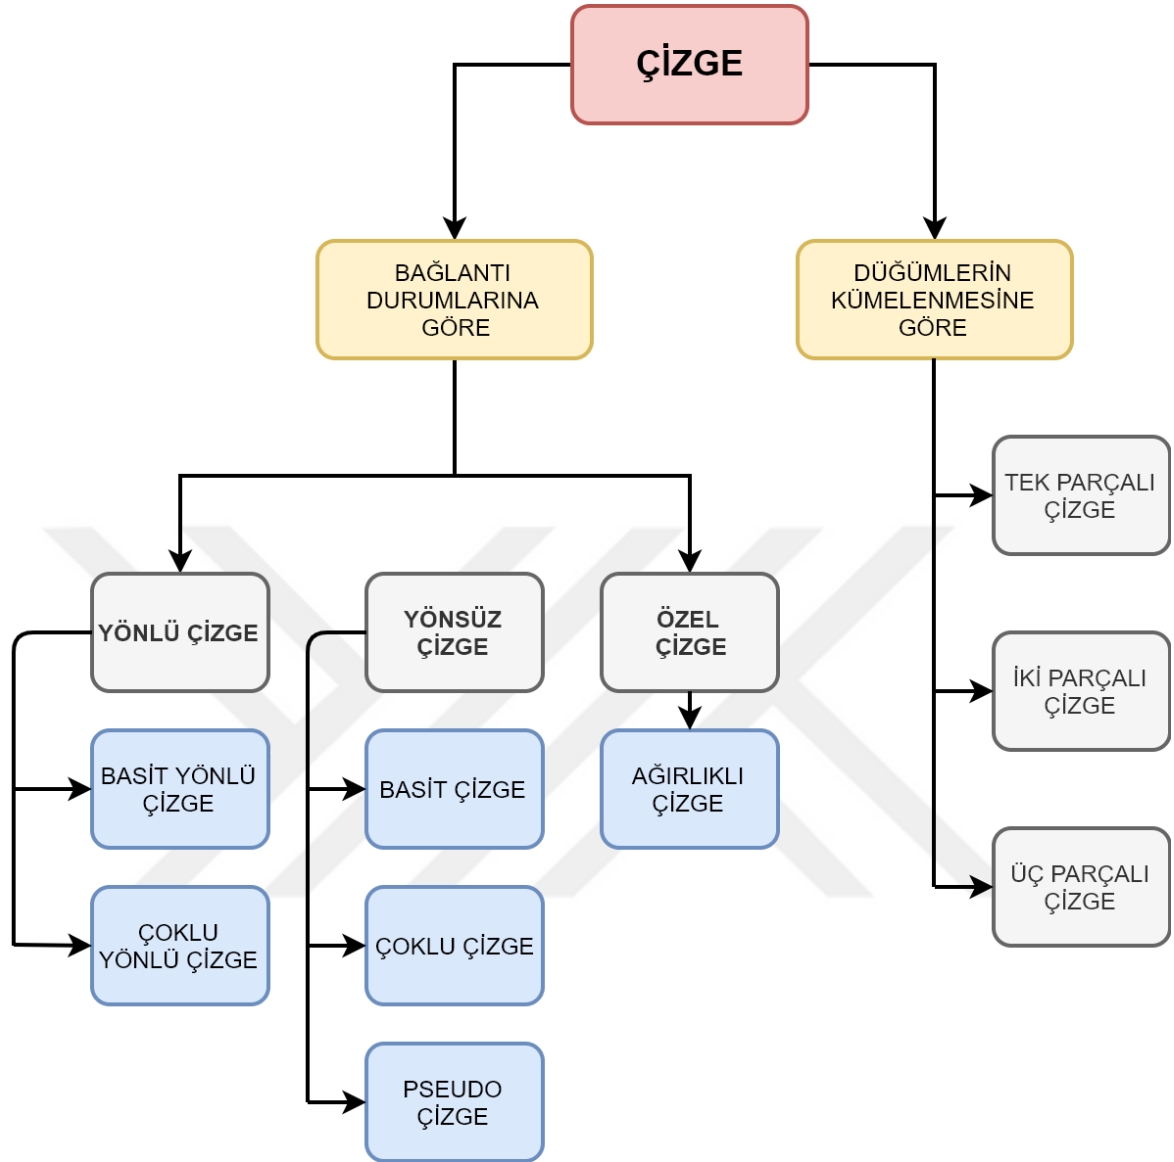 ÇİZGE
BAĞLANTI
DURUMLARINA
GÖRE
DÜĞÜMLERİN
KÜMELENMESİNE
GÖRE
TEK PARÇALI
ÇİZGE
İKİ PARÇALI
ÇİZGE
ÜÇ PARÇALI
ÇİZGE
YÖNLÜ ÇİZGE
BASİT YÖNLÜ
ÇİZGE
ÇOKLU
YÖNLÜ ÇİZGE
YÖNSÜZ
ÇİZGE
BASİT ÇİZGE
ÇOKLU ÇİZGE
PSEUDO
ÇİZGE
ÖZEL
ÇİZGE
AĞIRLIKLI
ÇİZGE